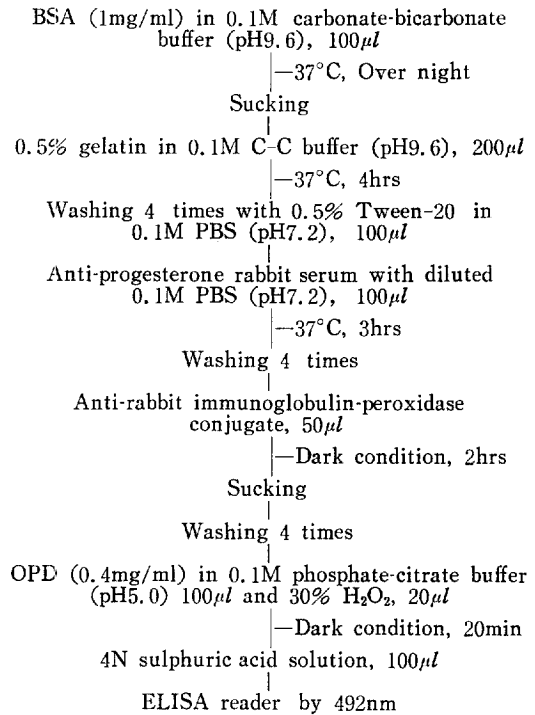 BSA (1mg/ml) in 0.1M carbonate-bicarbonate
buffer (pH9.6), 100μl
37°C, Over night
Sucking
0.5% gelatin in 0.1M C-C buffer (pH9.6), 200μl
37°C, 4hrs
Washing 4 times with 0.5% Tween-20 in
0.1M PBS (pH7.2), 100μl
Anti-progesterone rabbit serum with diluted
0.1M PBS (pH7.2), 100μl
37°C, 3hrs
Washing 4 times
Anti-rabbit immunoglobulin-peroxidase
conjugate, 50μl
Dark condition, 2hrs
Sucking
Washing 4 times
OPD (0.4mg/ml) in 0.1M phosphate-citrate buffer
(pH5.0) 100μl and 30% H₂O₂, 20μl
Dark condition, 20min
4N sulphuric acid solution, 100μl
ELISA reader by 492nm